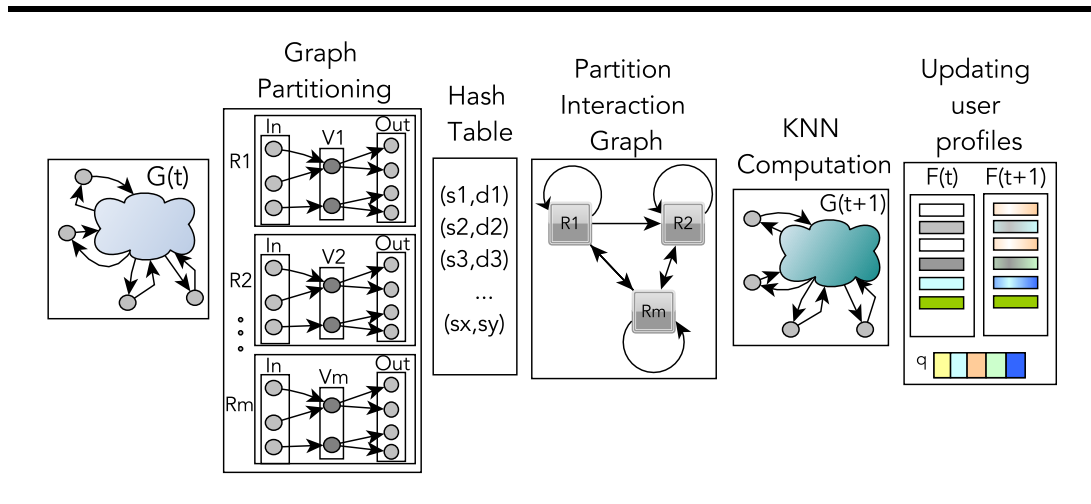 Graph
Partitioning
Hash
Table
Partition
Interaction
Graph
KNN
Computation
Updating
user
profiles
G(t)
R1
In
V1
Out
R2
In
V2
Out
Rm
In
Vm
Out
(s1,d1)
(s2,d2)
(s3,d3)
...
(sx,sy)
R1
R2
Rm
G(t+1)
F(t)
F(t+1)
q